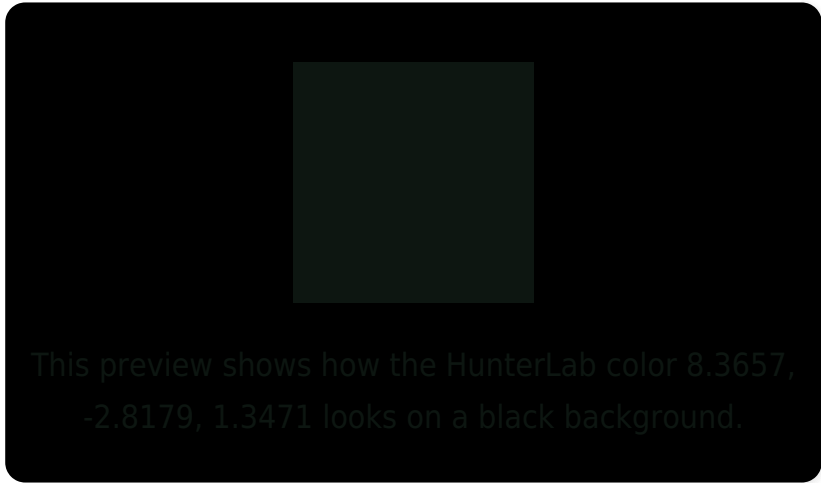 This preview shows how the HunterLab color 8.3657,
-2.8179, 1.3471 looks on a black background.